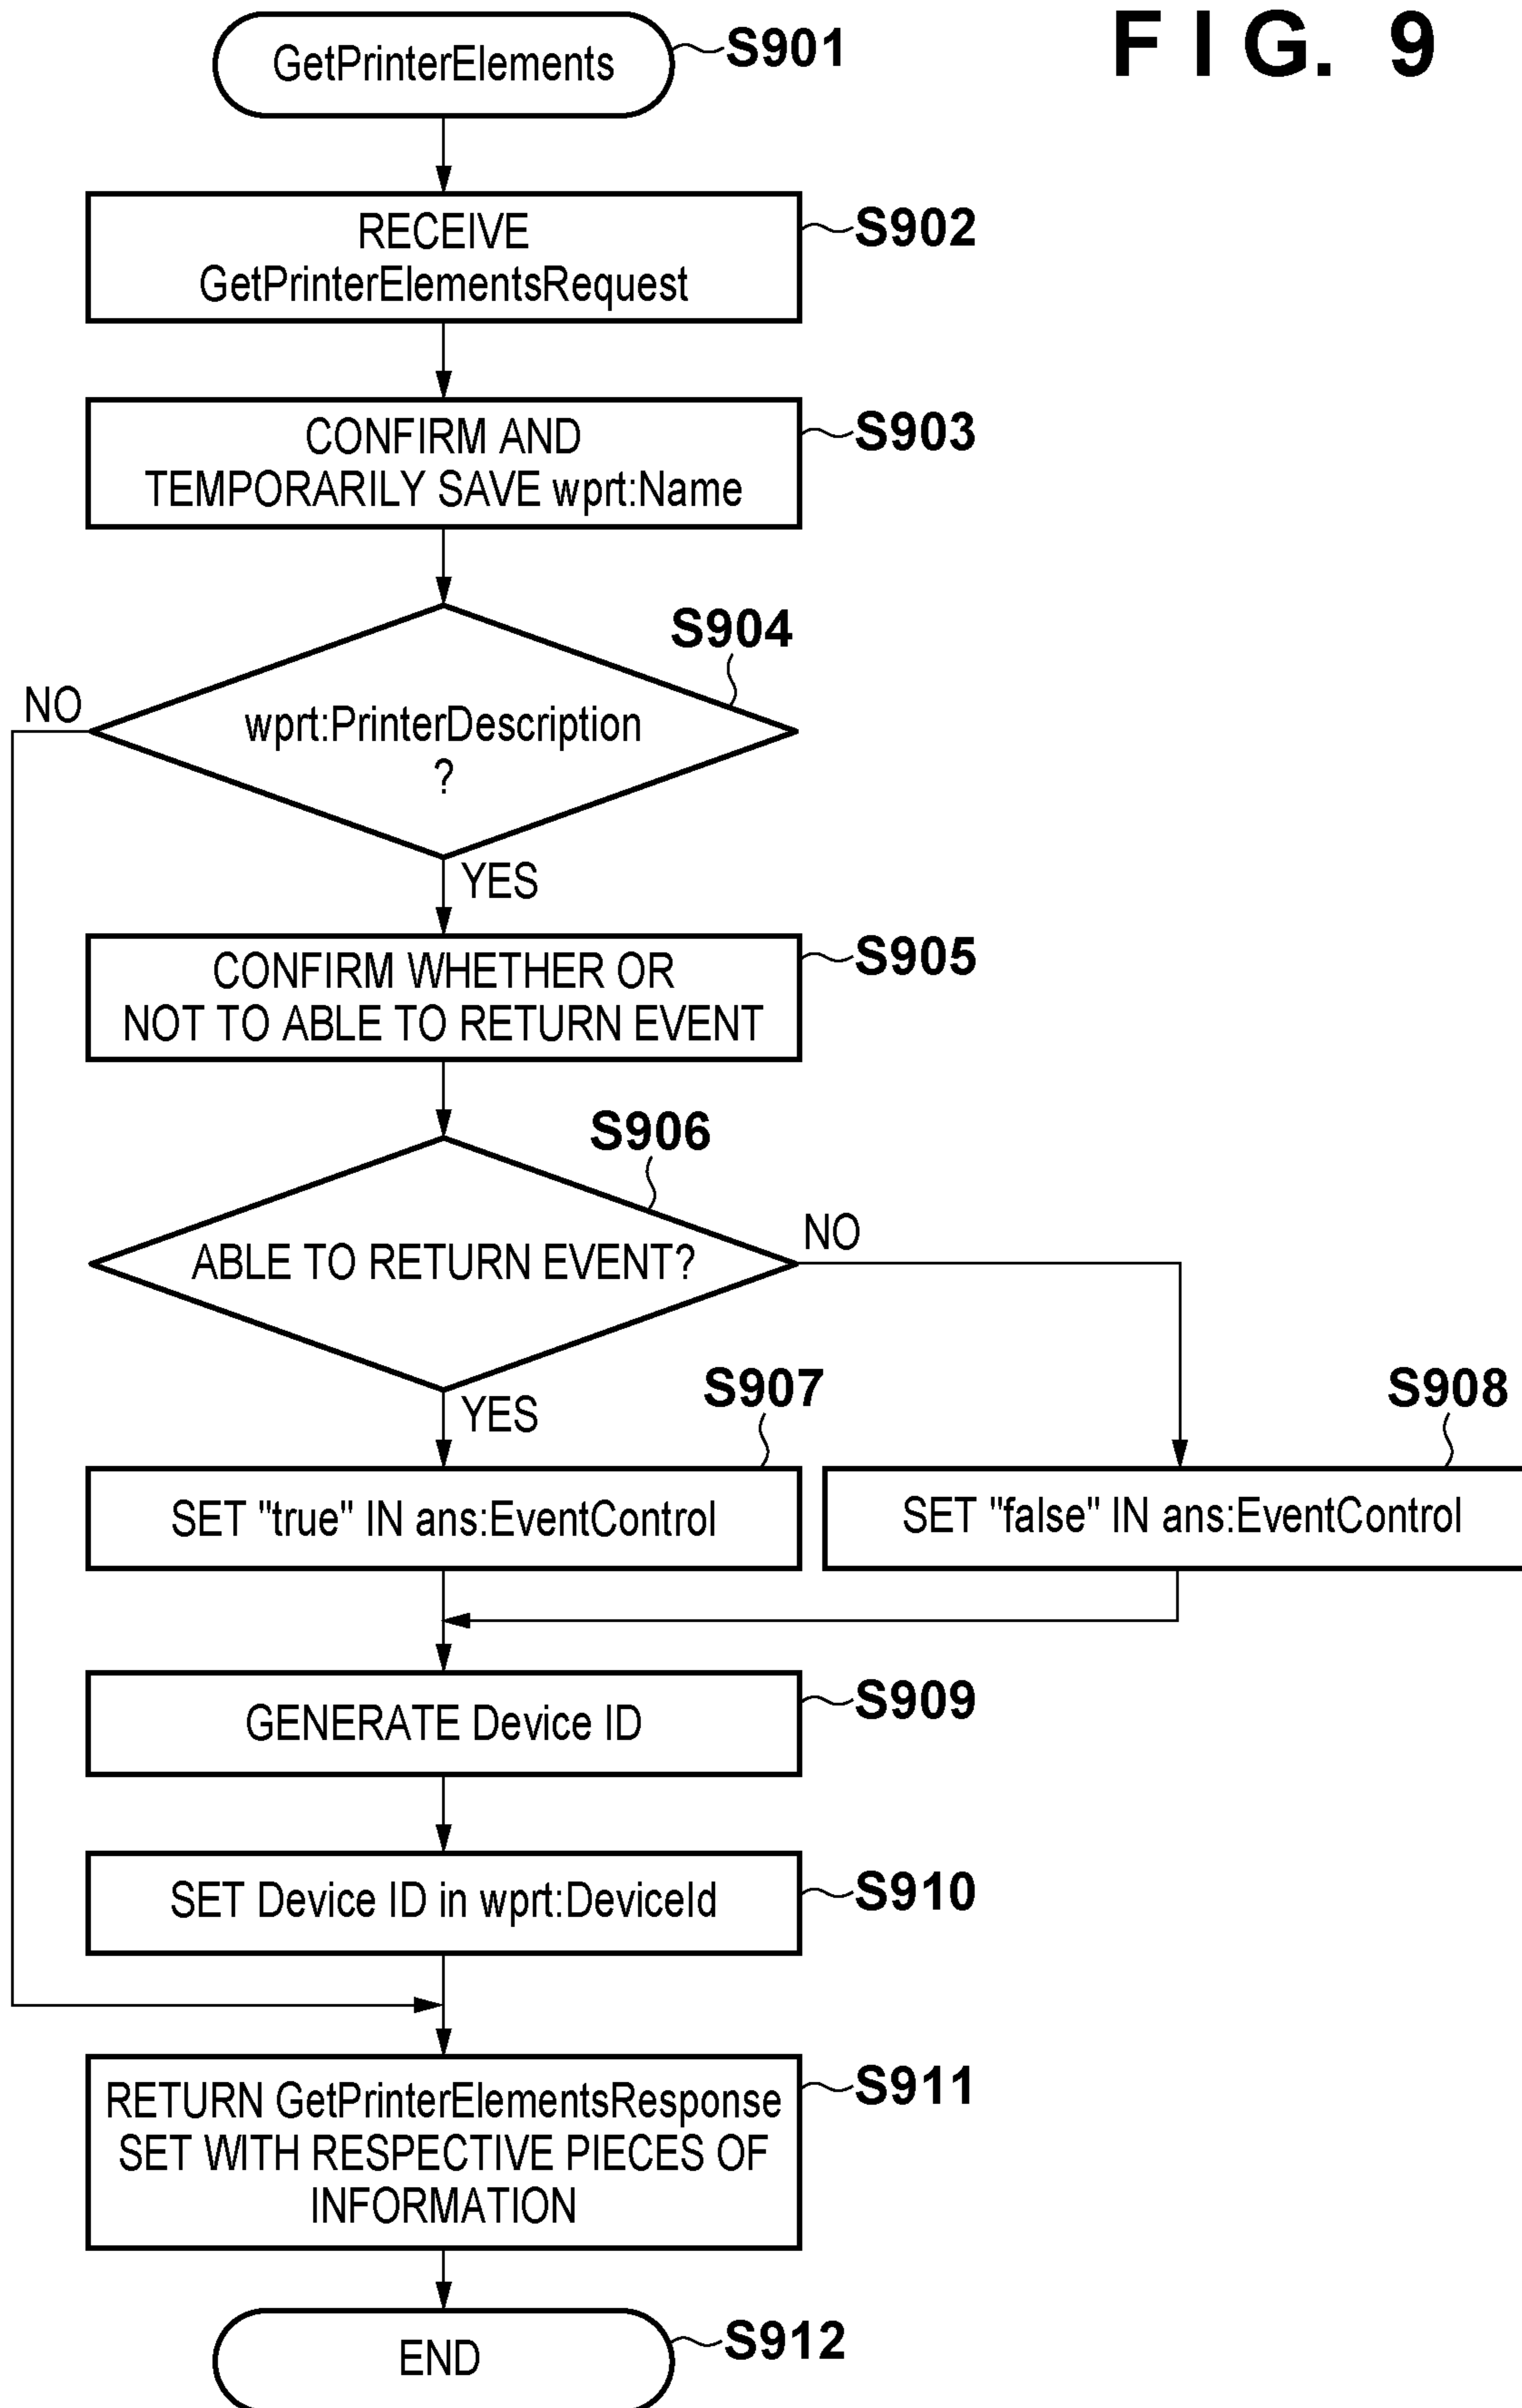 FIG. 9
GetPrinterElements
S901
RECEIVE
GetPrinterElementsRequest
S902
CONFIRM AND
TEMPORARILY SAVE wprt:Name
S903
S904
NO
wprt:PrinterDescription
?
YES
CONFIRM WHETHER OR
NOT TO ABLE TO RETURN EVENT
S905
S906
ABLE TO RETURN EVENT?
NO
YES
S907
S908
SET "true" IN ans:EventControl
SET "false" IN ans:EventControl
GENERATE Device ID
S909
SET Device ID in wprt:DeviceId
S910
RETURN GetPrinterElementsResponse
SET WITH RESPECTIVE PIECES OF
INFORMATION
S911
END
S912